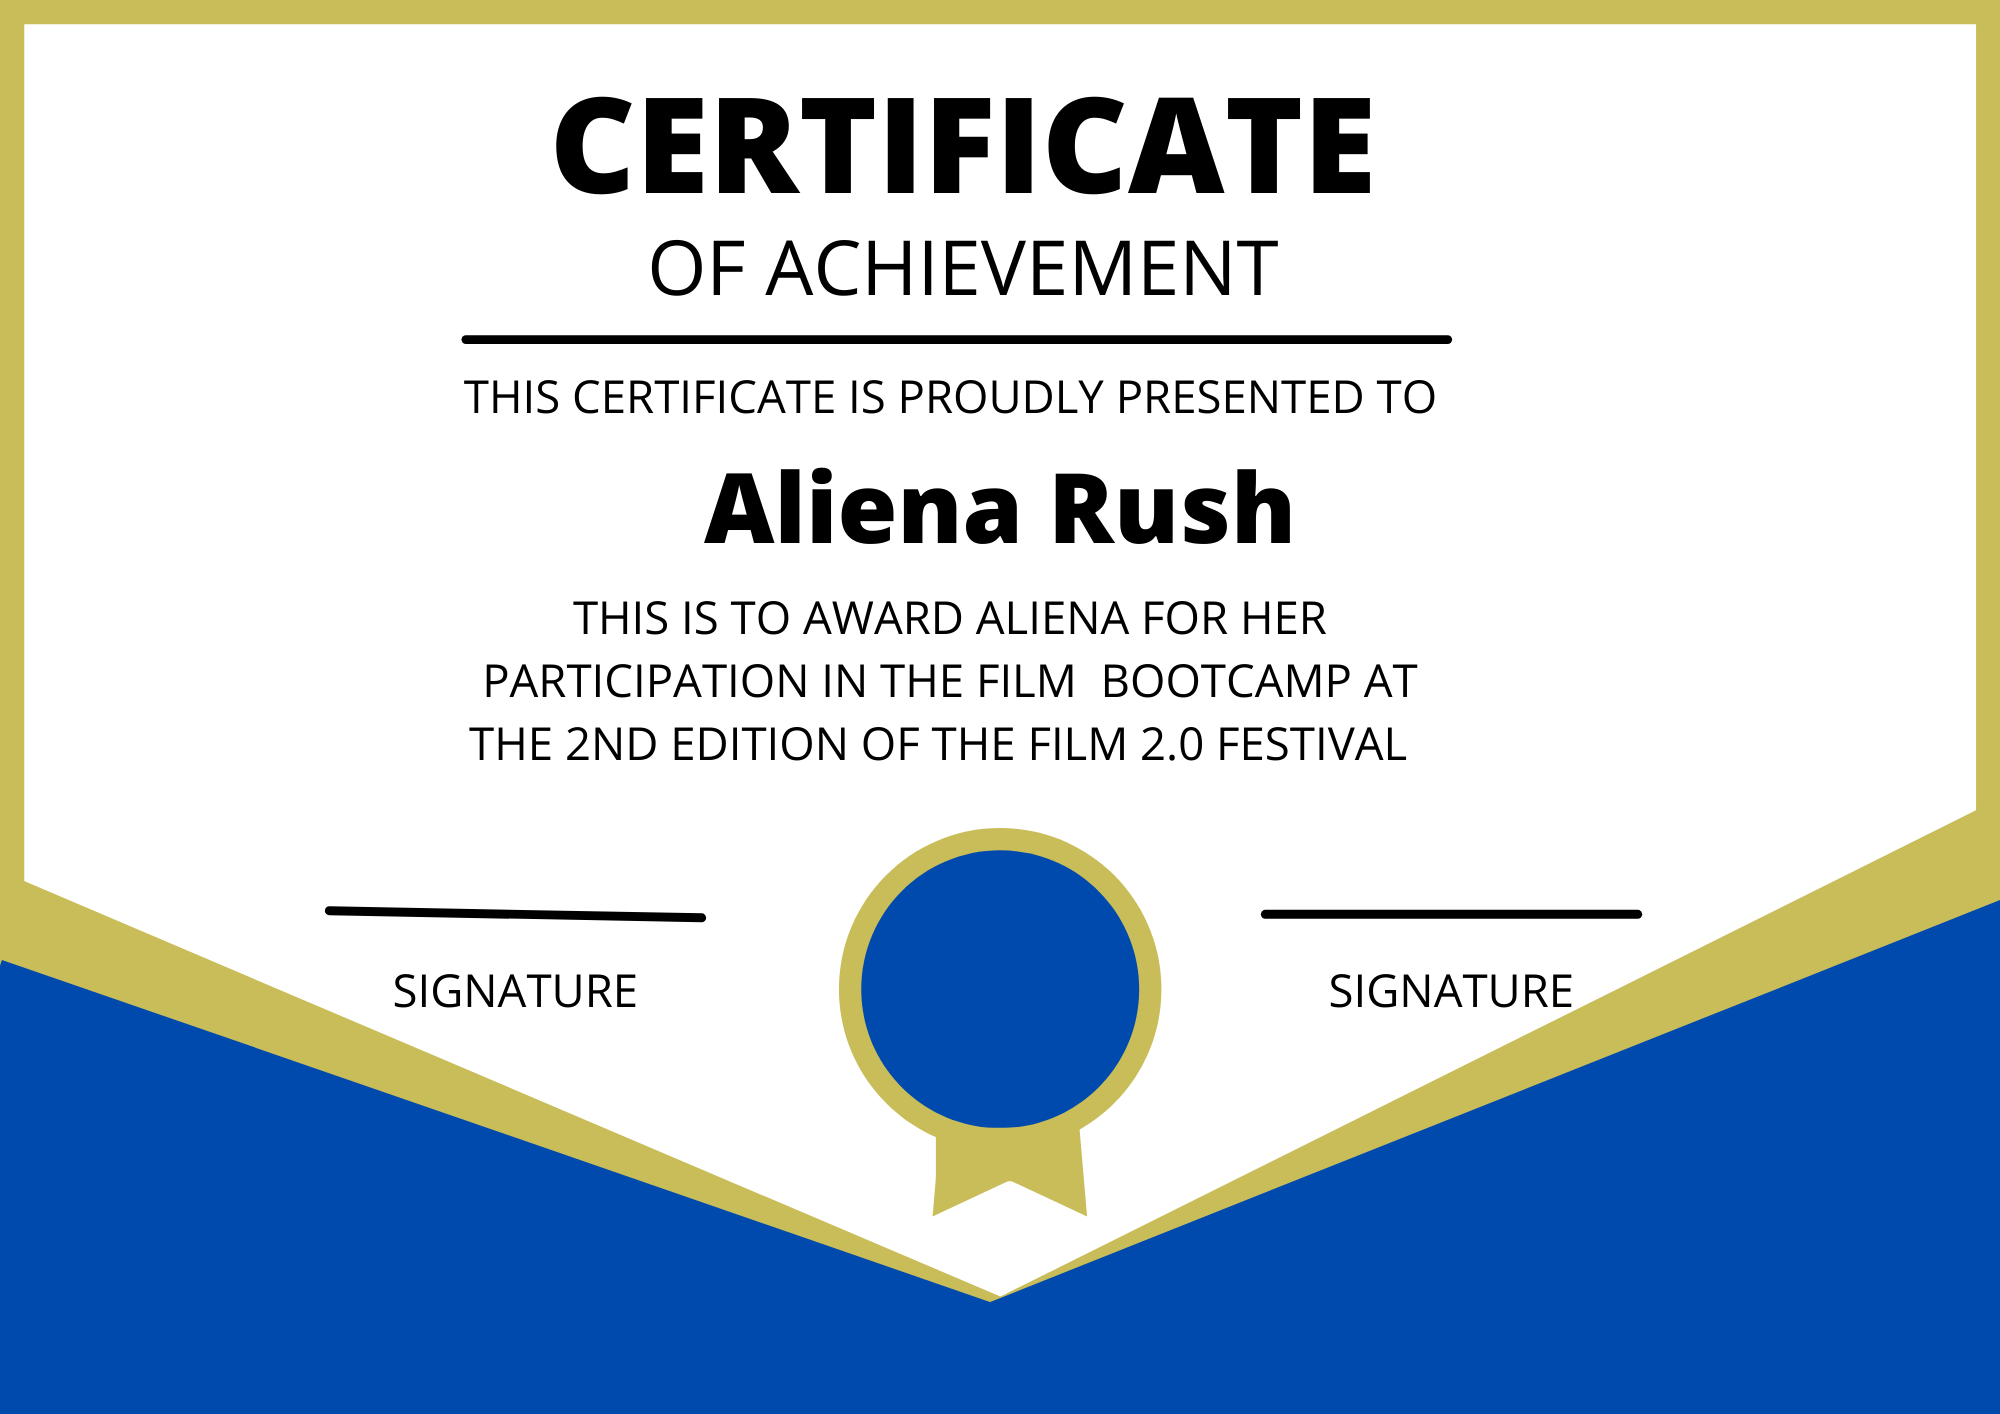 CERTIFICATE
OF ACHIEVEMENT
THIS CERTIFICATE IS PROUDLY PRESENTED TO
Aliena Rush
THIS IS TO AWARD ALIENA FOR HER
PARTICIPATION IN THE FILM  BOOTCAMP AT
THE 2ND EDITION OF THE FILM 2.0 FESTIVAL
SIGNATURE
SIGNATURE